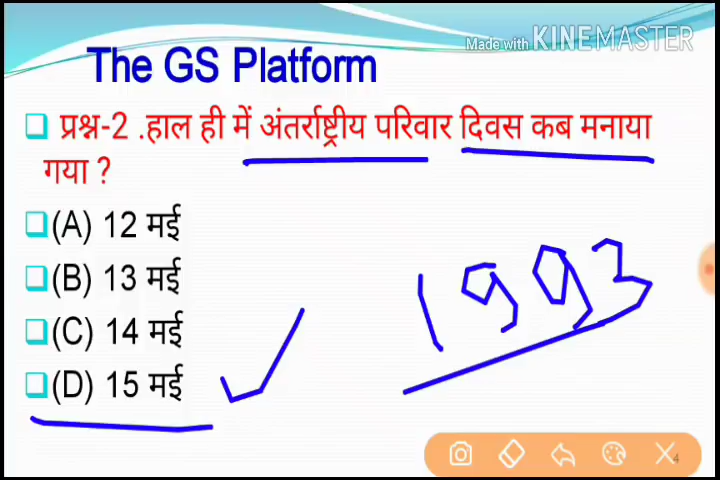 Made with KINEMASTER
The GS Platform
प्रश्न-2 .हाल ही में अंतर्राष्ट्रीय परिवार दिवस कब मनाया
गया ?
(A) 12 मई
(B) 13 मई
1993
(C) 14 मई
(D) 15 मई
4